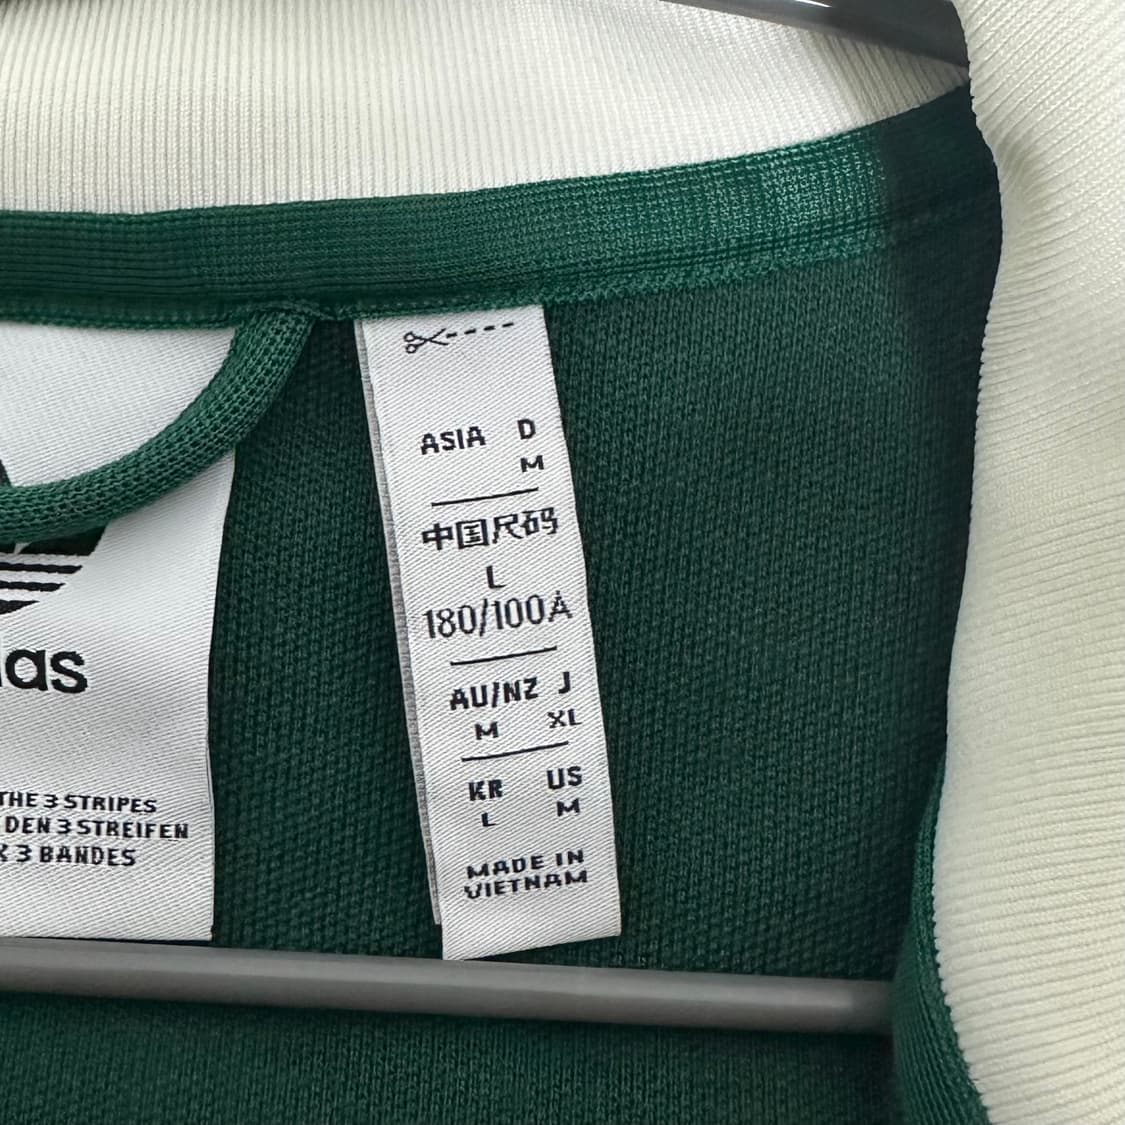 as
THE 3 STRIPES
DEN 3 STREIFEN
3 BANDES
ASIA D
M
中国尺码
L
180/100A
AU/NZ J
M XL
KR US
L M
MADE IN
VIETNAM